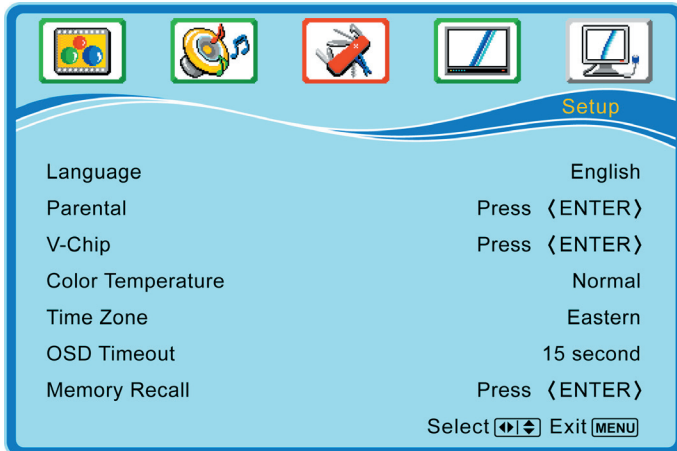 Setup
Language English
Parental Press 〈ENTER〉
V-Chip Press 〈ENTER〉
Color Temperature Normal
Time Zone Eastern
OSD Timeout 15 second
Memory Recall Press 〈ENTER〉
Select Exit MENU